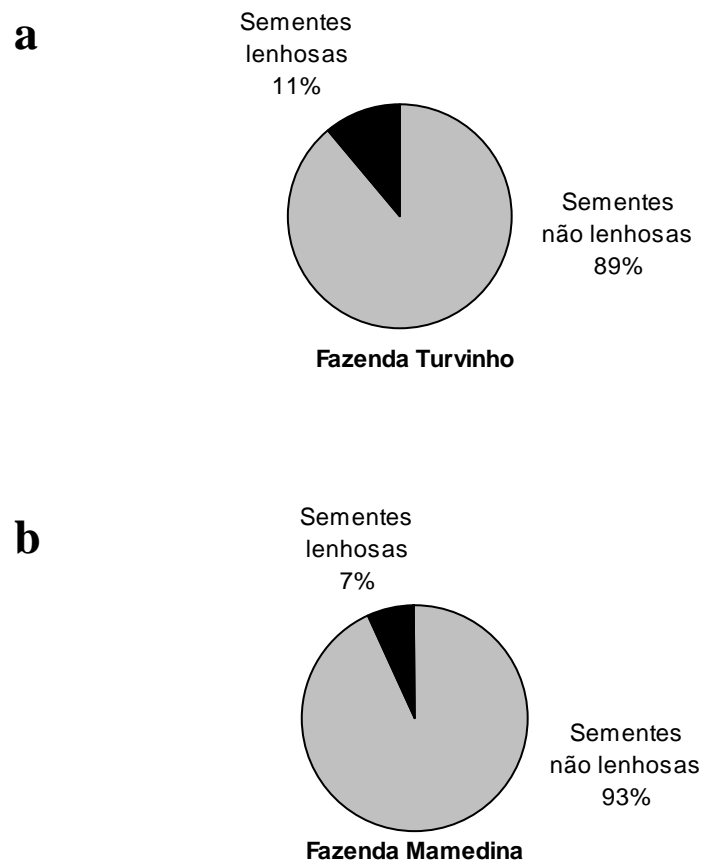 a
Sementes
lenhosas
11%
Sementes
não lenhosas
89%
Fazenda Turvinho
b
Sementes
lenhosas
7%
Sementes
não lenhosas
93%
Fazenda Mamedina